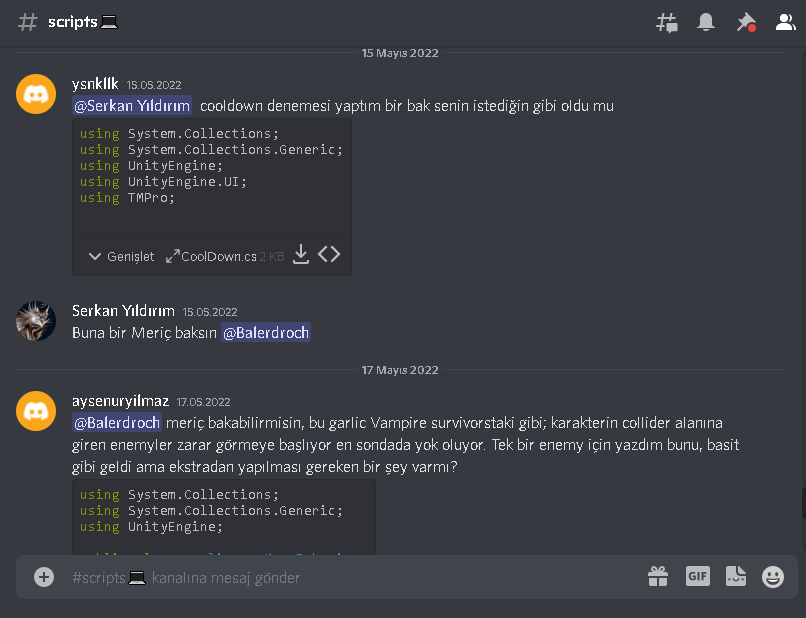 # scripts💻
15 Mayıs 2022
ysnkllk 15.05.2022
@Serkan Yıldırım cooldown denemesi yaptım bir bak senin istediğin gibi oldu mu
using System.Collections;
using System.Collections.Generic;
using UnityEngine;
using UnityEngine.UI;
using TMPro;
Genişlet CoolDown.cs 2 KB
Serkan Yıldırım 15.05.2022
Buna bir Meriç baksın @Balerdroch
17 Mayıs 2022
aysenuryilmaz 17.05.2022
@Balerdroch meriç bakabilirmisin, bu garlic Vampire survivorstaki gibi; karakterin collider alanına
giren enemyler zarar görmeye başlıyor en sondada yok oluyor. Tek bir enemy için yazdım bunu, basit
gibi geldi ama ekstradan yapılması gereken bir şey varmı?
using System.Collections;
using System.Collections.Generic;
using UnityEngine;
#scripts💻 kanalına mesaj gönder
GIF